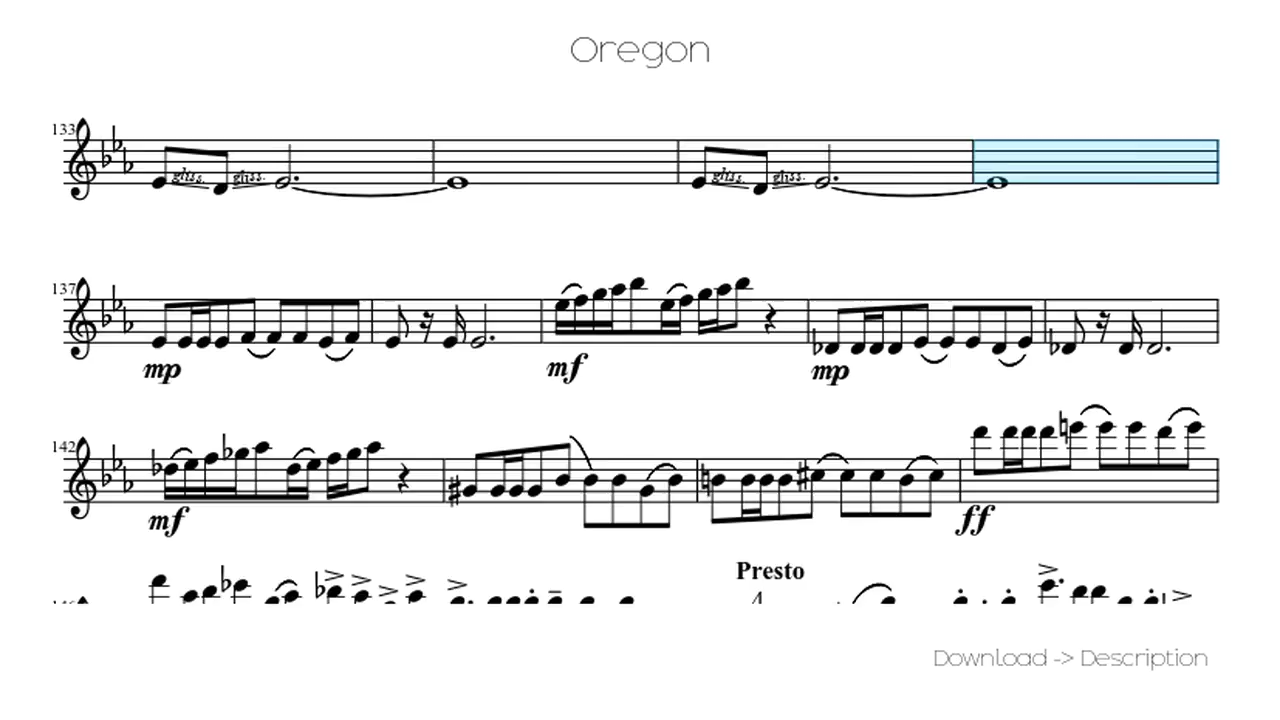 Oregon
133
gliss. gliss. gliss. gliss.
137
mp mf mp
142
mf ff
Presto
Download -> Description